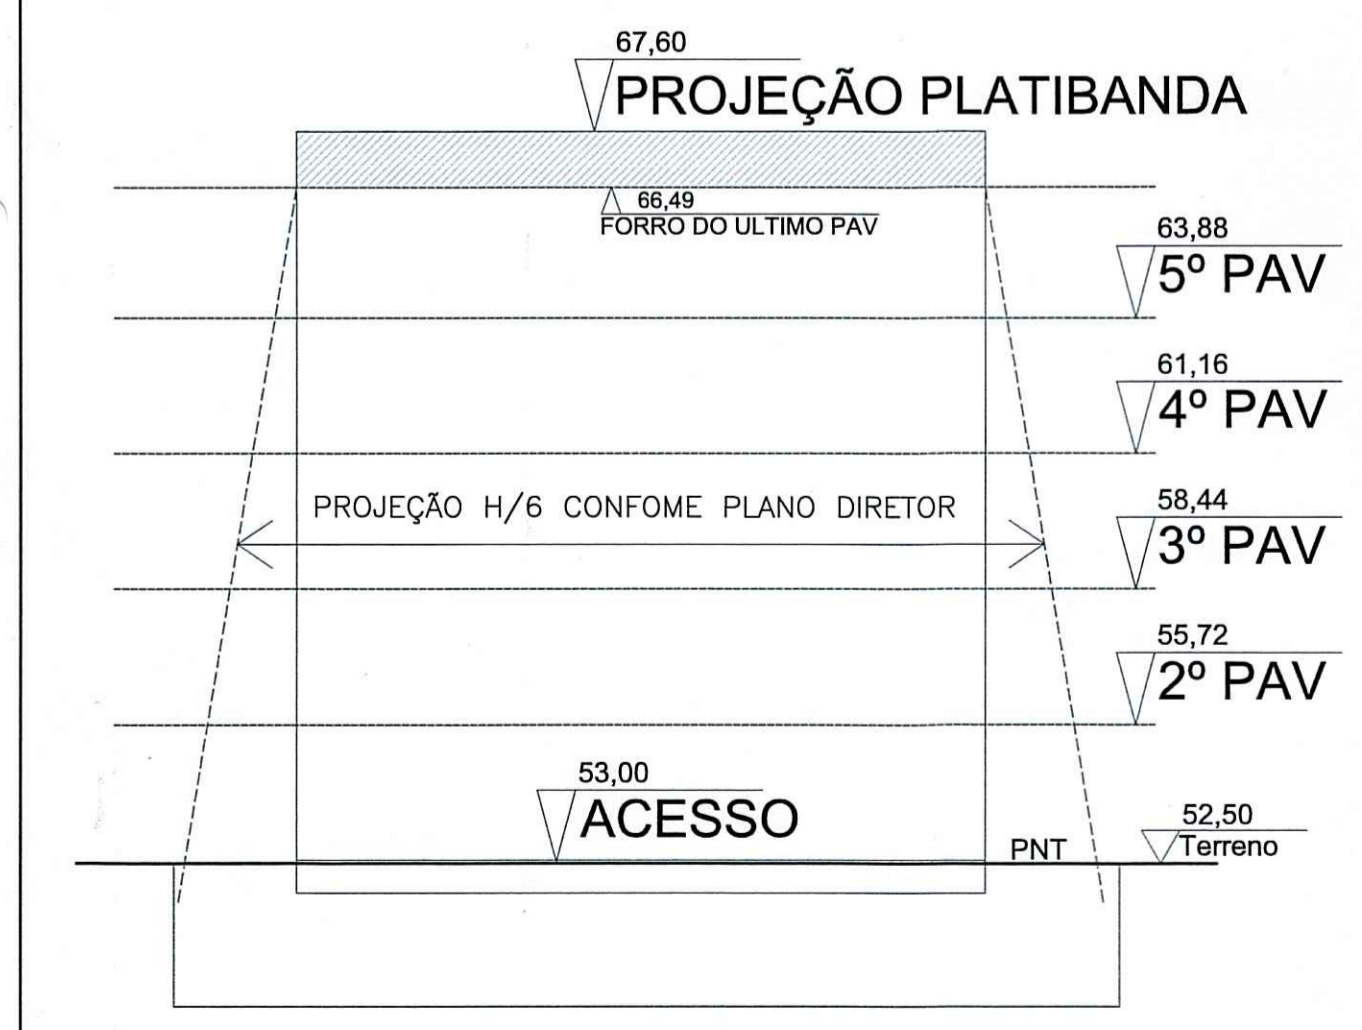 67,60
PROJEÇÃO PLATIBANDA
66,49
FORRO DO ULTIMO PAV
63,88
5º PAV
61,16
4º PAV
PROJEÇÃO H/6 CONFOME PLANO DIRETOR
58,44
3º PAV
55,72
2º PAV
53,00
ACESSO
52,50
PNT
Terreno